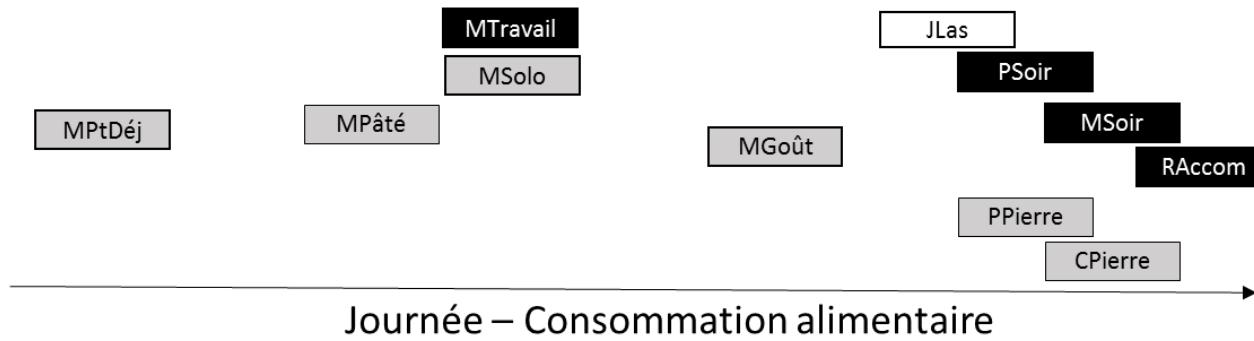 MTravail
JLas
MSolo
PSoir
MPtDéj
MPâté
MSoir
MGoût
RAccom
PPierre
CPierre
Journée – Consommation alimentaire